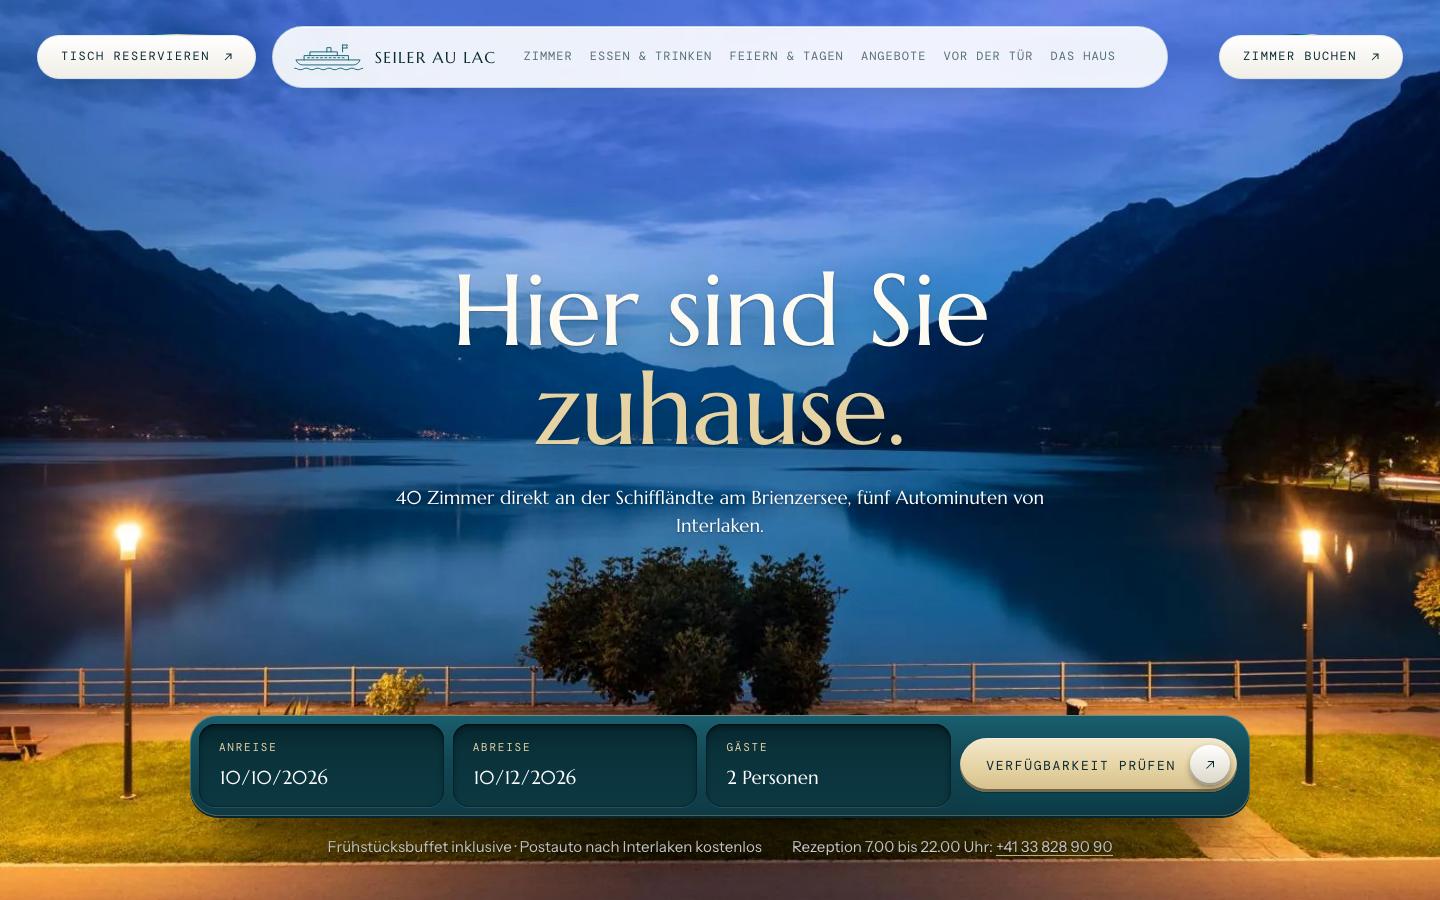 TISCH RESERVIEREN ↗
SEILER AU LAC
ZIMMER ESSEN & TRINKEN FEIERN & TAGEN ANGEBOTE VOR DER TÜR DAS HAUS
ZIMMER BUCHEN ↗
Hier sind Sie
zuhause.
40 Zimmer direkt an der Schiffländte am Brienzersee, fünf Autominuten von
Interlaken.
ANREISE
10/10/2026
ABREISE
10/12/2026
GÄSTE
2 Personen
VERFÜGBARKEIT PRÜFEN ↗
Frühstücksbuffet inklusive · Postauto nach Interlaken kostenlos
Rezeption 7.00 bis 22.00 Uhr: +41 33 828 90 90